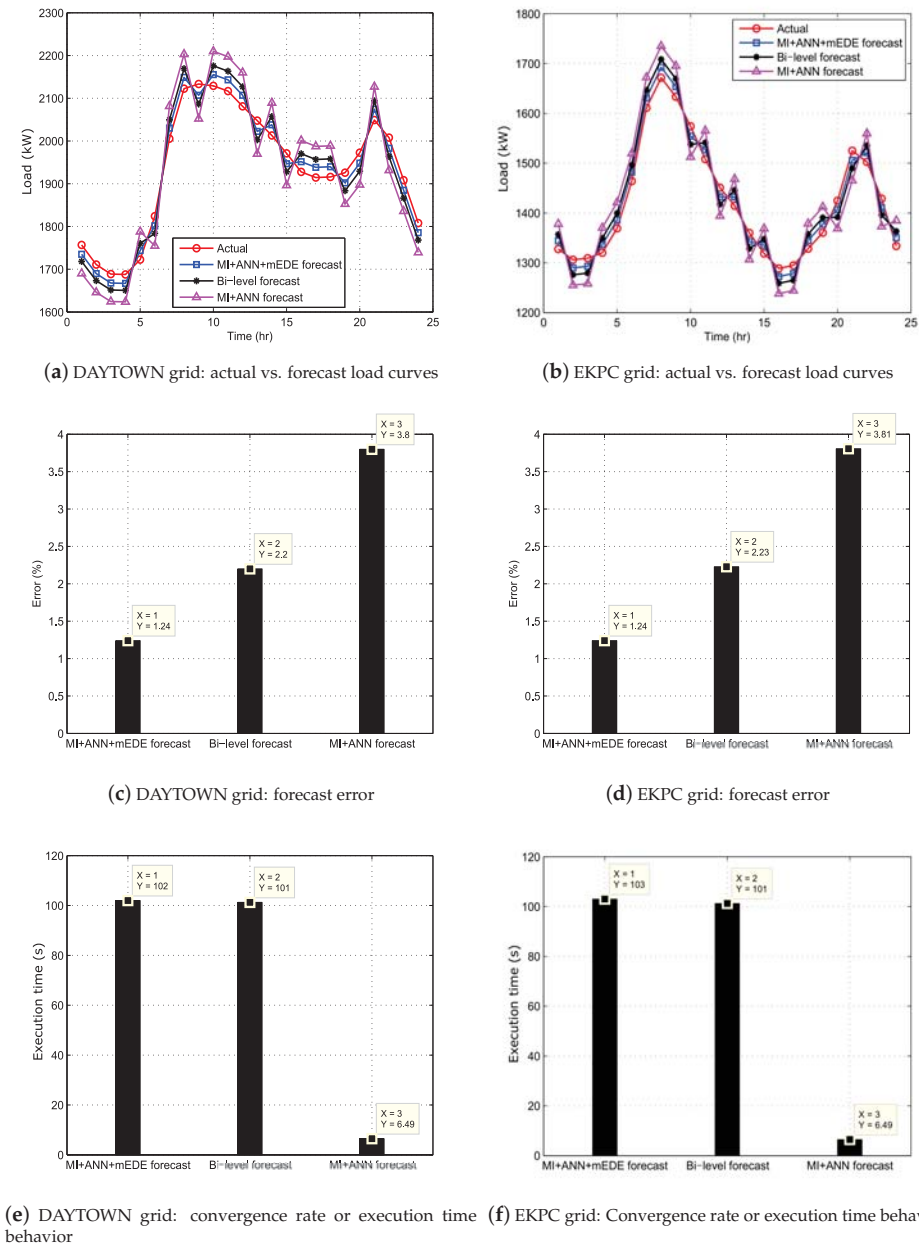 2300
2200
2100
2000
1900
1800
1700
1600
Load (kW)
0 5 10 15 20 25
Time (hr)
Actual
MI+ANN+mEDE forecast
Bi-level forecast
MI+ANN forecast
(a) DAYTOWN grid: actual vs. forecast load curves
1800
1700
1600
1500
1400
1300
1200
Load (kW)
0 5 10 15 20 25
Time (hr)
Actual
MI+ANN+mEDE forecast
Bi-level forecast
MI+ANN forecast
(b) EKPC grid: actual vs. forecast load curves
4
3.5
3
2.5
2
1.5
1
0.5
0
Error (%)
X = 1
Y = 1.24
X = 2
Y = 2.2
X = 3
Y = 3.8
MI+ANN+mEDE forecast Bi-level forecast MI+ANN forecast
(c) DAYTOWN grid: forecast error
4
3.5
3
2.5
2
1.5
1
0.5
0
Error (%)
X = 1
Y = 1.24
X = 2
Y = 2.23
X = 3
Y = 3.81
MI+ANN+mEDE forecast Bi-level forecast MI+ANN forecast
(d) EKPC grid: forecast error
120
100
80
60
40
20
0
Execution time (s)
X = 1
Y = 102
X = 2
Y = 101
X = 3
Y = 6.49
MI+ANN+mEDE forecast Bi-level forecast MI+ANN forecast
(e) DAYTOWN grid: convergence rate or execution time
behavior
120
100
80
60
40
20
0
Execution time (s)
X = 1
Y = 103
X = 2
Y = 101
X = 3
Y = 6.49
MI+ANN+mEDE forecast Bi-level forecast MI+ANN forecast
(f) EKPC grid: Convergence rate or execution time behav